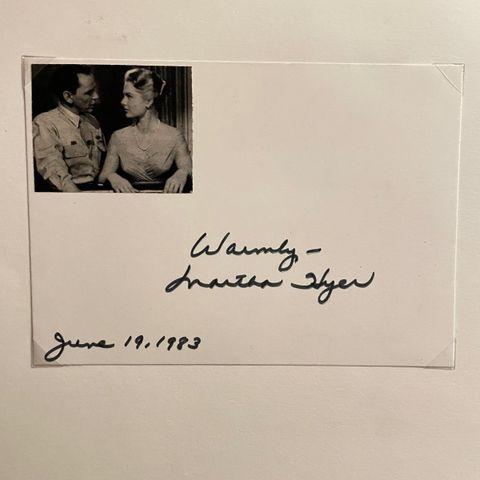 Warmly –
Martha Hyer
June 19, 1983